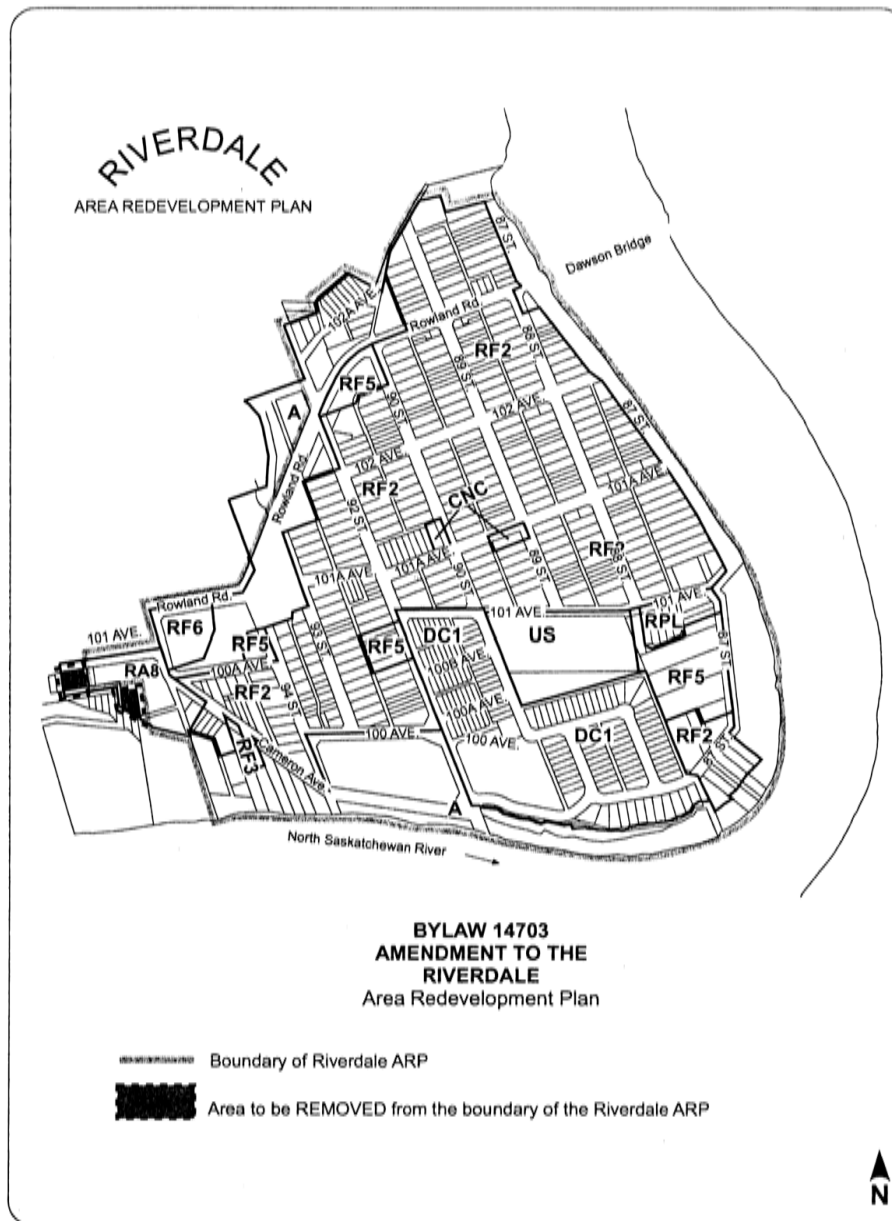 RIVERDALE
AREA REDEVELOPMENT PLAN
87 ST.
Dawson Bridge
102A AVE.
Rowland Rd.
88 ST.
RF2
89 ST.
RF5
90 ST.
A
102 AVE.
87 ST.
102 AVE.
RF2
Rowland Rd.
CNC
101A AVE.
92 ST.
RF2
101A AVE.
101A AVE.
90 ST.
89 ST.
88 ST.
101 AVE.
Rowland Rd.
101 AVE.
RPL
101 AVE.
RF6
RF5
93 ST.
RF5
DC1
US
87 ST.
RA8
100A AVE.
100B AVE.
RF5
RF2
94 ST.
100A AVE.
100 AVE.
100 AVE.
DC1
RF2
RF3
Cameron Ave.
A
North Saskatchewan River
BYLAW 14703
AMENDMENT TO THE
RIVERDALE
Area Redevelopment Plan
Boundary of Riverdale ARP
Area to be REMOVED from the boundary of the Riverdale ARP
N